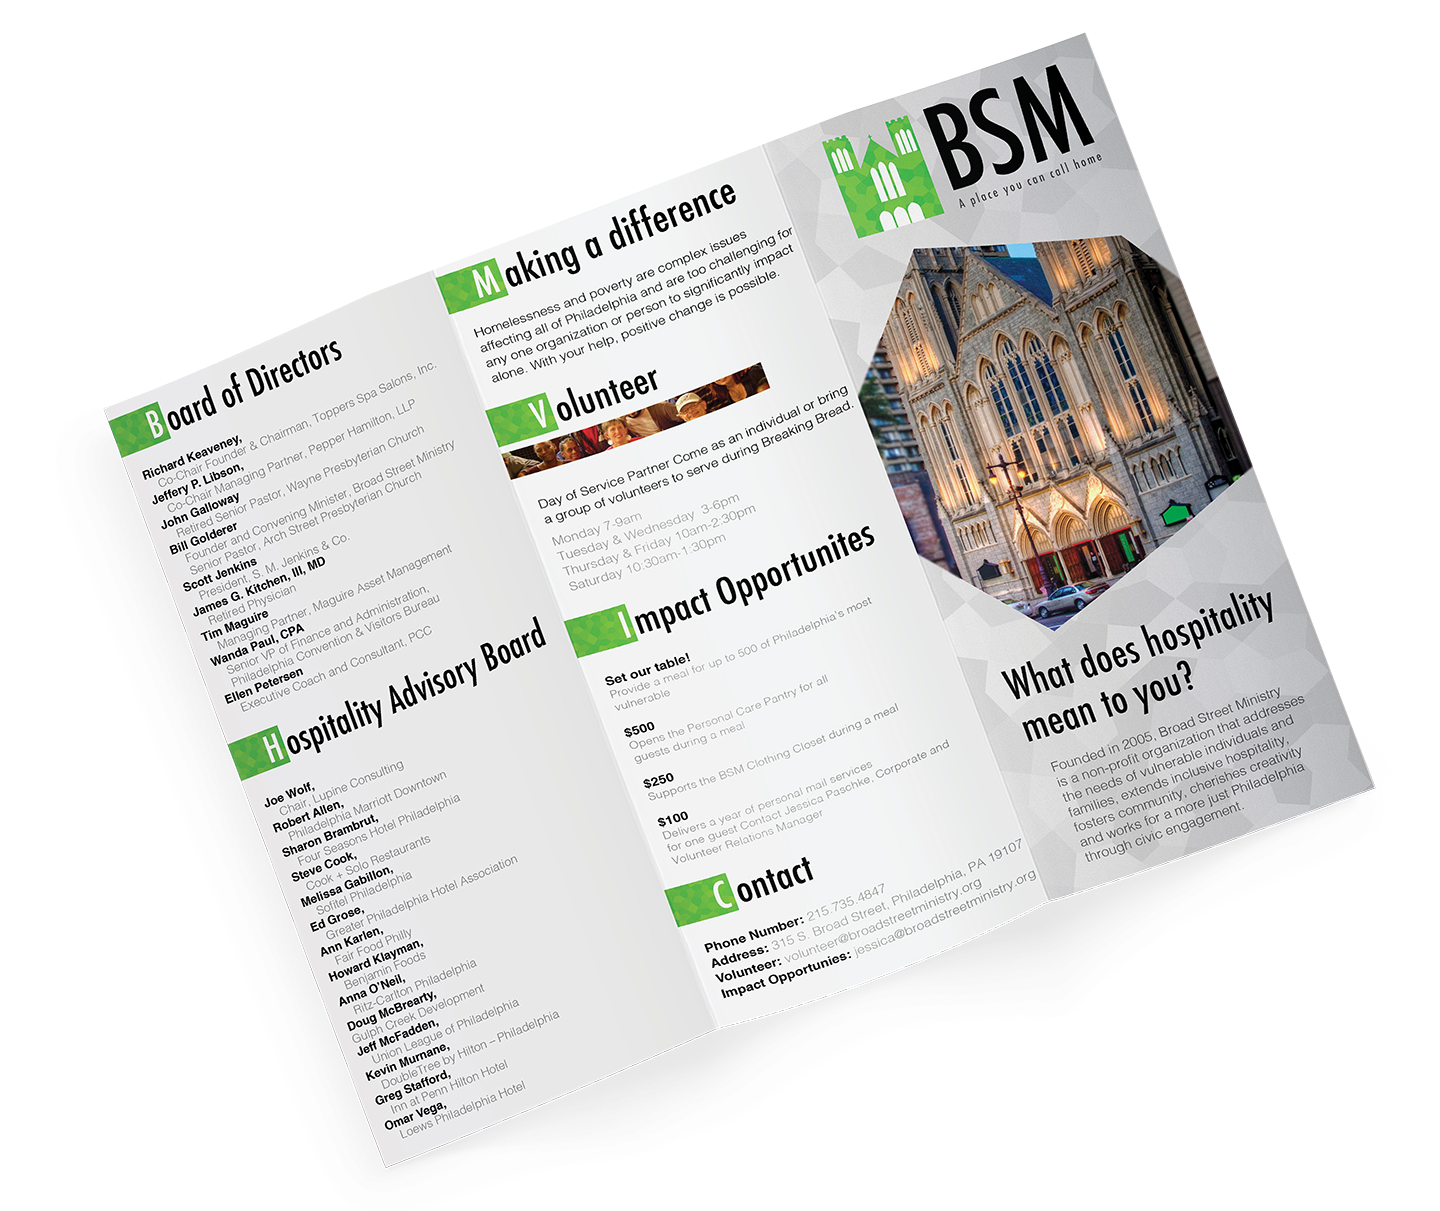 Board of Directors
Richard Keaveney,
Co-Chair Founder & Chairman, Toppers Spa Salons, Inc.
Jeffery P. Libson,
Co-Chair Managing Partner, Pepper Hamilton, LLP
John Galloway
Retired Senior Pastor, Wayne Presbyterian Church
Bill Golderer
Founder and Convening Minister, Broad Street Ministry
Senior Pastor, Arch Street Presbyterian Church
Scott Jenkins
President, S. M. Jenkins & Co.
James G. Kitchen, III, MD
Retired Physician
Tim Maguire
Managing Partner, Maguire Asset Management
Wanda Paul, CPA
Senior VP of Finance and Administration,
Philadelphia Convention & Visitors Bureau
Ellen Petersen
Executive Coach and Consultant, PCC
Hospitality Advisory Board
Joe Wolf,
Chair, Lupine Consulting
Robert Allen,
Philadelphia Marriott Downtown
Sharon Brambrut,
Four Seasons Hotel Philadelphia
Steve Cook,
Cook + Solo Restaurants
Melissa Gabillon,
Sofitel Philadelphia
Ed Grose,
Greater Philadelphia Hotel Association
Ann Karlen,
Fair Food Philly
Howard Klayman,
Benjamin Foods
Anna O'Neil,
Ritz-Carlton Philadelphia
Doug McBrearty,
Gulph Creek Development
Jeff McFadden,
Union League of Philadelphia
Kevin Murnane,
DoubleTree by Hilton – Philadelphia
Greg Stafford,
Inn at Penn Hilton Hotel
Omar Vega,
Loews Philadelphia Hotel
Making a difference
Homelessness and poverty are complex issues
affecting all of Philadelphia and are too challenging for
any one organization or person to significantly impact
alone. With your help, positive change is possible.
Volunteer
Day of Service Partner Come as an individual or bring
a group of volunteers to serve during Breaking Bread.
Monday 7-9am
Tuesday & Wednesday 3-6pm
Thursday & Friday 10am-2:30pm
Saturday 10:30am-1:30pm
Impact Opportunites
Set our table!
Provide a meal for up to 500 of Philadelphia's most
vulnerable
$500
Opens the Personal Care Pantry for all
guests during a meal
$250
Supports the BSM Clothing Closet during a meal
$100
Delivers a year of personal mail services
for one guest Contact Jessica Paschke. Corporate and
Volunteer Relations Manager
Contact
Phone Number: 215.735.4847
Address: 315 S. Broad Street, Philadelphia, PA 19107
Volunteer: volunteer@broadstreetministry.org
Impact Opportunies: jessica@broadstreetministry.org
BSM
A place you can call home
What does hospitality
mean to you?
Founded in 2005, Broad Street Ministry
is a non-profit organization that addresses
the needs of vulnerable individuals and
families, extends inclusive hospitality,
fosters community, cherishes creativity
and works for a more just Philadelphia
through civic engagement.